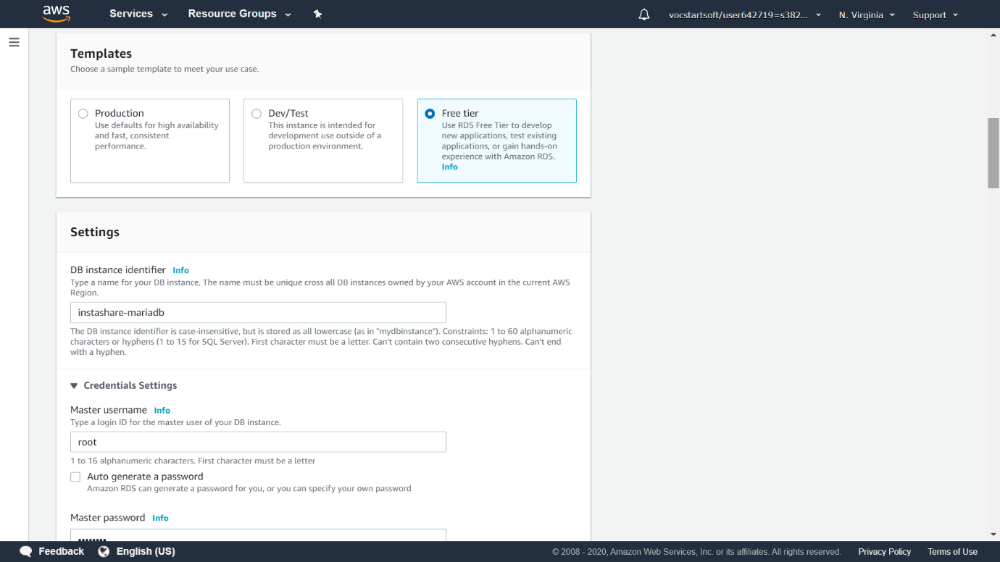 aws
Services
Resource Groups
vocstartsoft/user642719=s382...
N. Virginia
Support
Templates
Choose a sample template to meet your use case.
Production
Use defaults for high availability
and fast, consistent
performance.
Dev/Test
This instance is intended for
development use outside of a
production environment.
Free tier
Use RDS Free Tier to develop
new applications, test existing
applications, or gain hands-on
experience with Amazon RDS.
Info
Settings
DB instance identifier Info
Type a name for your DB instance. The name must be unique cross all DB instances owned by your AWS account in the current AWS
Region.
instashare-mariadb
The DB instance identifier is case-insensitive, but is stored as all lowercase (as in "mydbinstance"). Constraints: 1 to 60 alphanumeric
characters or hyphens (1 to 15 for SQL Server). First character must be a letter. Can't contain two consecutive hyphens. Can't end
with a hyphen.
Credentials Settings
Master username Info
Type a login ID for the master user of your DB instance.
root
1 to 16 alphanumeric characters. First character must be a letter
Auto generate a password
Amazon RDS can generate a password for you, or you can specify your own password
Master password Info
••••••••
Feedback
English (US)
© 2008 - 2020, Amazon Web Services, Inc. or its affiliates. All rights reserved.
Privacy Policy
Terms of Use